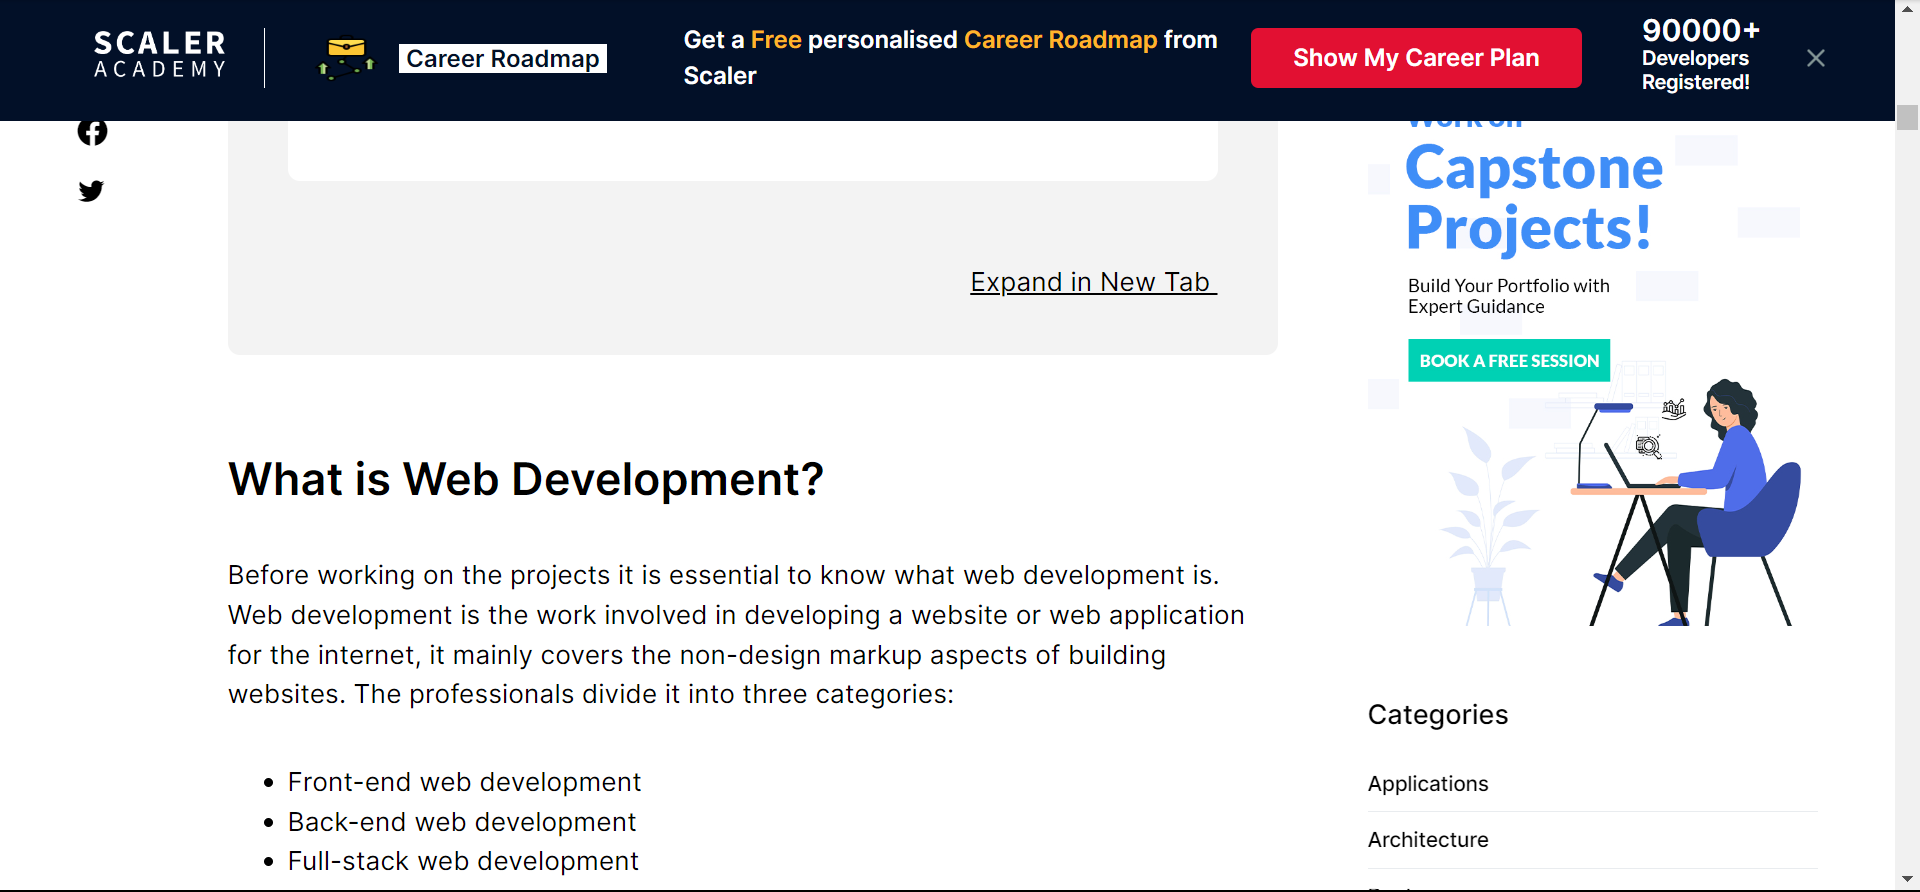 SCALER
ACADEMY
Career Roadmap
Get a Free personalised Career Roadmap from
Scaler
Show My Career Plan
90000+
Developers
Registered!
Work on
Capstone
Projects!
Build Your Portfolio with
Expert Guidance
BOOK A FREE SESSION
Expand in New Tab
What is Web Development?
Before working on the projects it is essential to know what web development is.
Web development is the work involved in developing a website or web application
for the internet, it mainly covers the non-design markup aspects of building
websites. The professionals divide it into three categories:
• Front-end web development
• Back-end web development
• Full-stack web development
Categories
Applications
Architecture